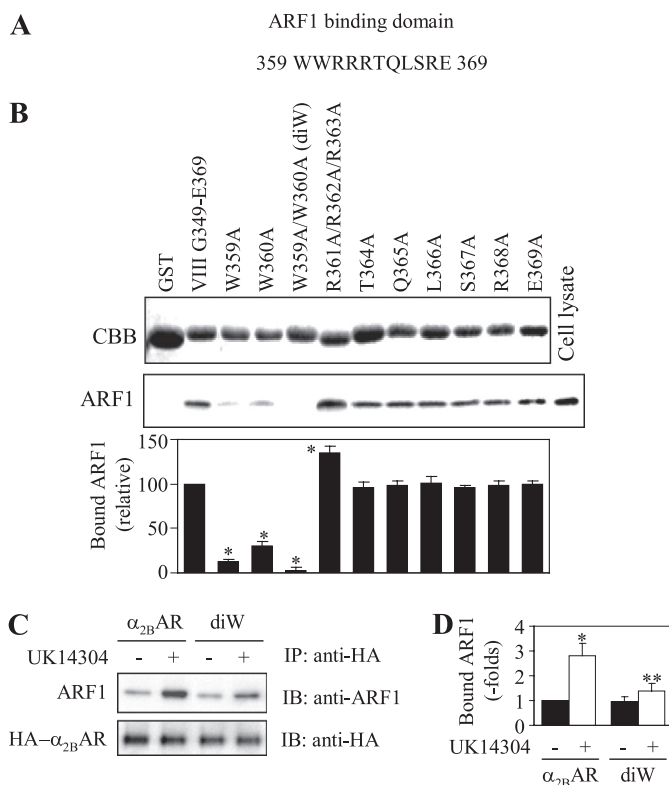 A
ARF1 binding domain
359 WWRRRTQLSRE 369
B
GST
VIII G349-E369
W359A
W360A
W359A/W360A (diW)
R361A/R362A/R363A
T364A
Q365A
L366A
S367A
R368A
E369A
Cell lysate
CBB
ARF1
Bound ARF1
(relative)
150
100
50
0
*
*
*
*
C
α2BAR diW
UK14304 - + - + IP: anti-HA
ARF1 IB: anti-ARF1
HA–α2BAR IB: anti-HA
D
Bound ARF1
(-folds)
5
4
3
2
1
0
*
**
UK14304 - + - +
α2BAR diW